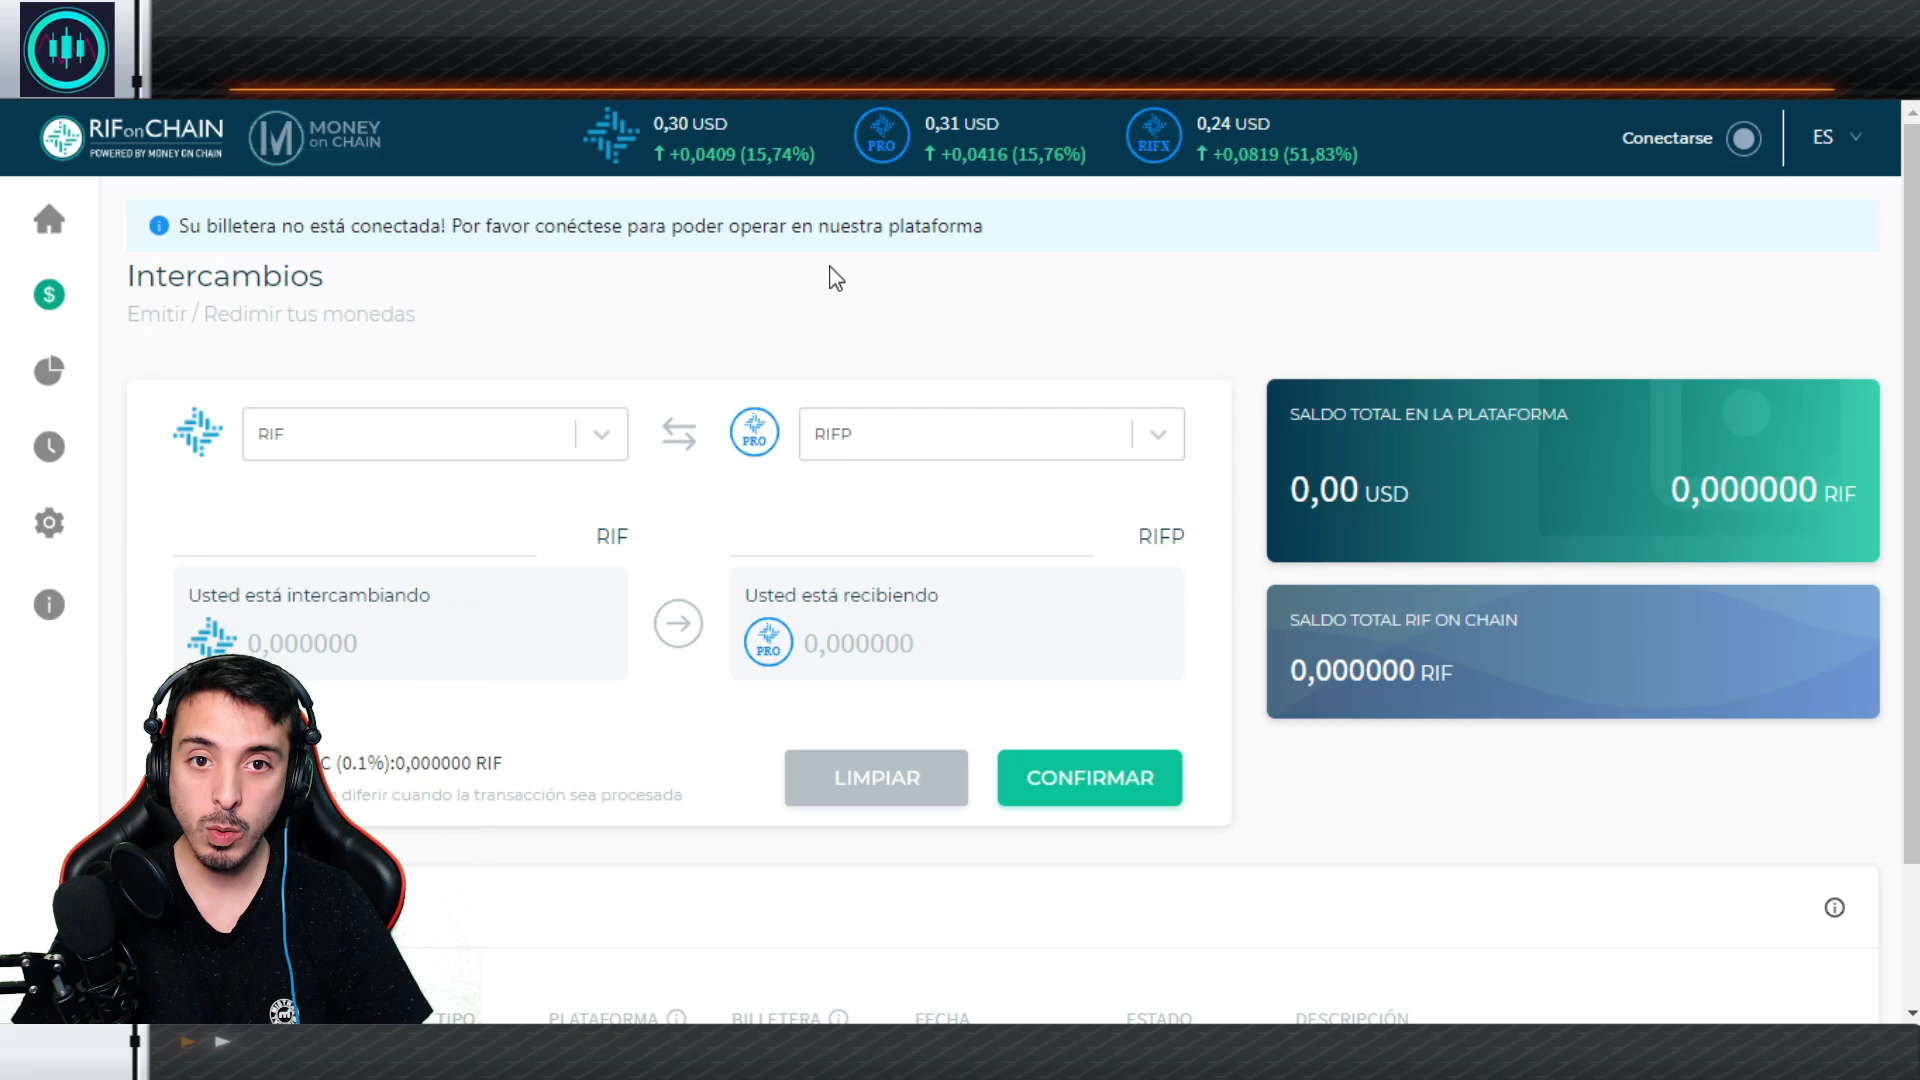 RIFonCHAIN
POWERED BY MONEY ON CHAIN
MONEY
on CHAIN
0,30 USD
+0,0409 (15,74%)
PRO
0,31 USD
+0,0416 (15,76%)
RIFX
0,24 USD
+0,0819 (51,83%)
Conectarse
ES
Su billetera no está conectada! Por favor conéctese para poder operar en nuestra plataforma
Intercambios
Emitir / Redimir tus monedas
RIF
PRO
RIFP
RIF
RIFP
Usted está intercambiando
0,000000
Usted está recibiendo
PRO
0,000000
C (0.1%):0,000000 RIF
diferir cuando la transacción sea procesada
LIMPIAR
CONFIRMAR
SALDO TOTAL EN LA PLATAFORMA
0,00 USD
0,000000 RIF
SALDO TOTAL RIF ON CHAIN
0,000000 RIF
TIPO
PLATAFORMA
BILLETERA
FECHA
ESTADO
DESCRIPCIÓN